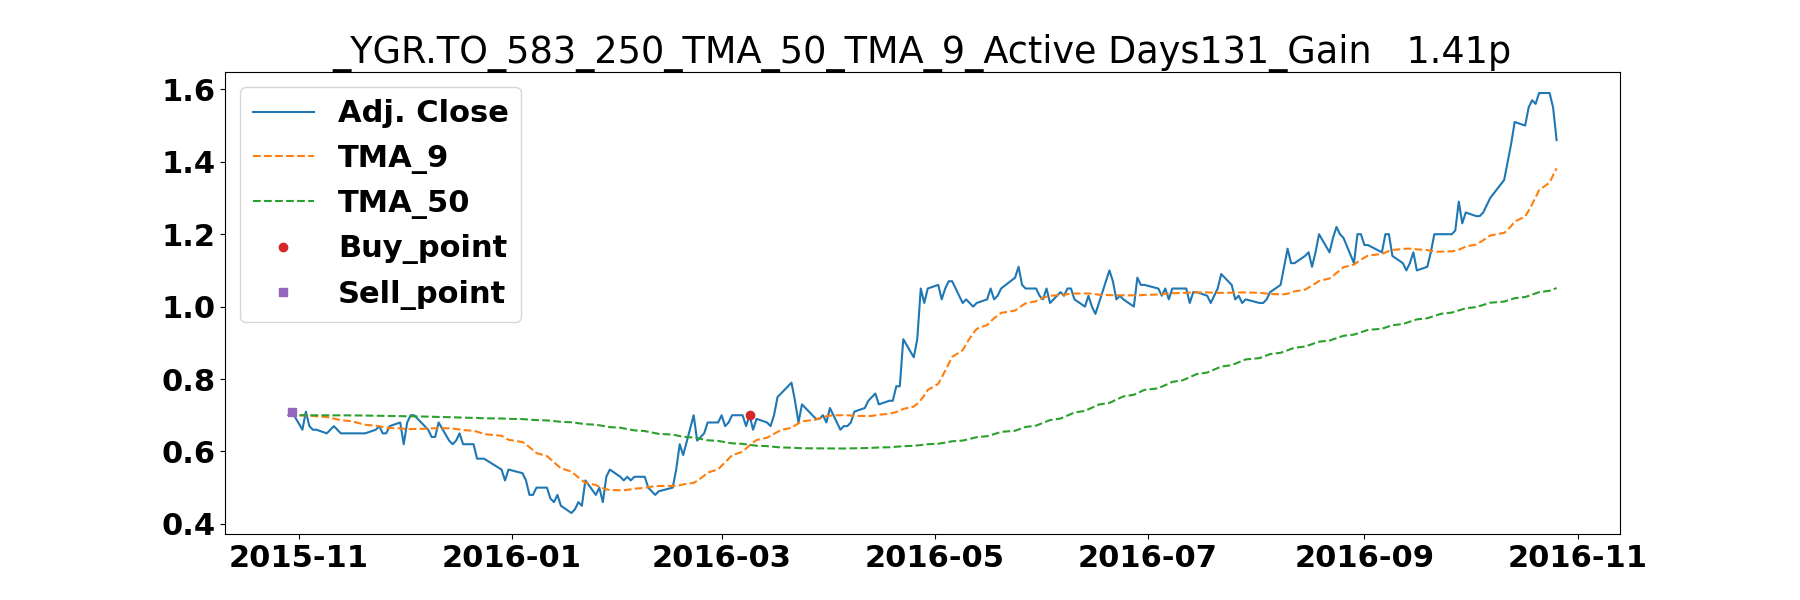 _YGR.TO_583_250_TMA_50_TMA_9_Active Days131_Gain   1.41p
Adj. Close
TMA_9
TMA_50
Buy_point
Sell_point
1.6
1.4
1.2
1.0
0.8
0.6
0.4
2015-11 2016-01 2016-03 2016-05 2016-07 2016-09 2016-11